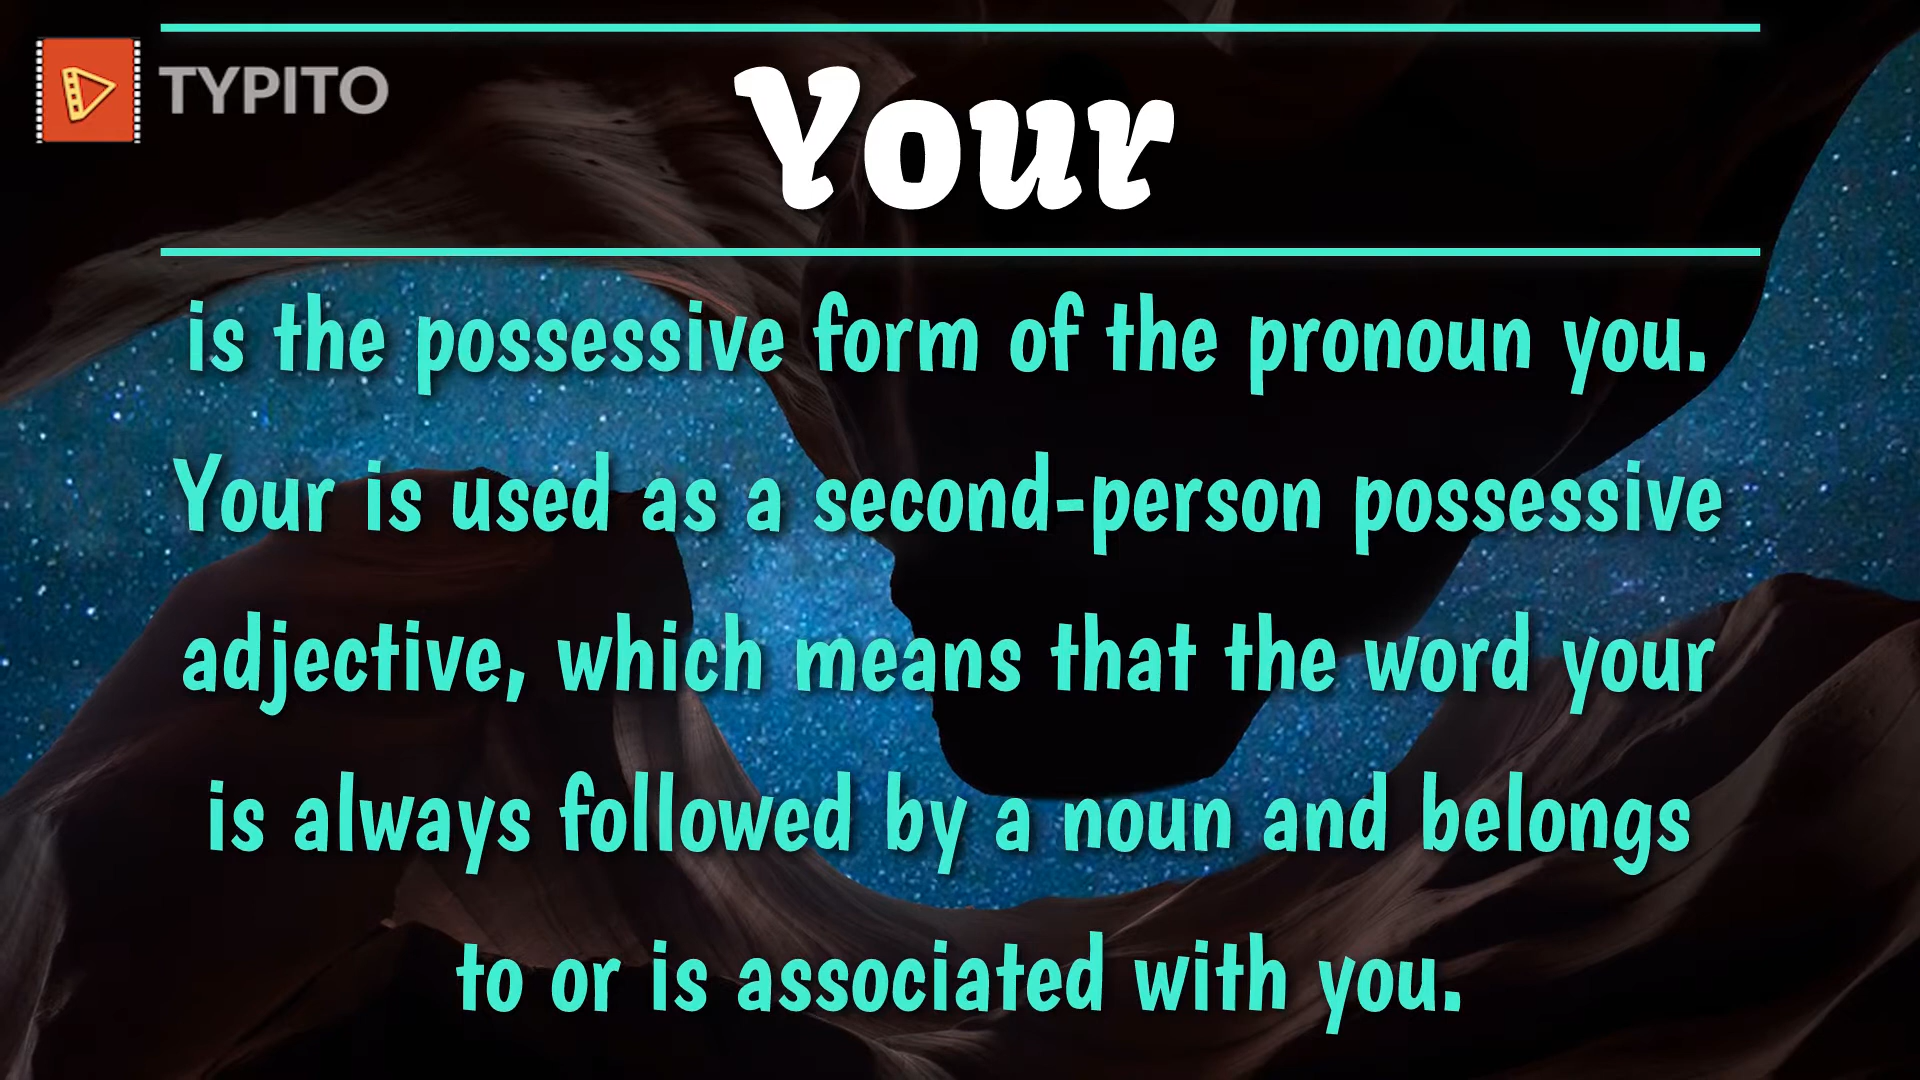 TYPITO
Your
is the possessive form of the pronoun you.
Your is used as a second-person possessive
adjective, which means that the word your
is always followed by a noun and belongs
to or is associated with you.